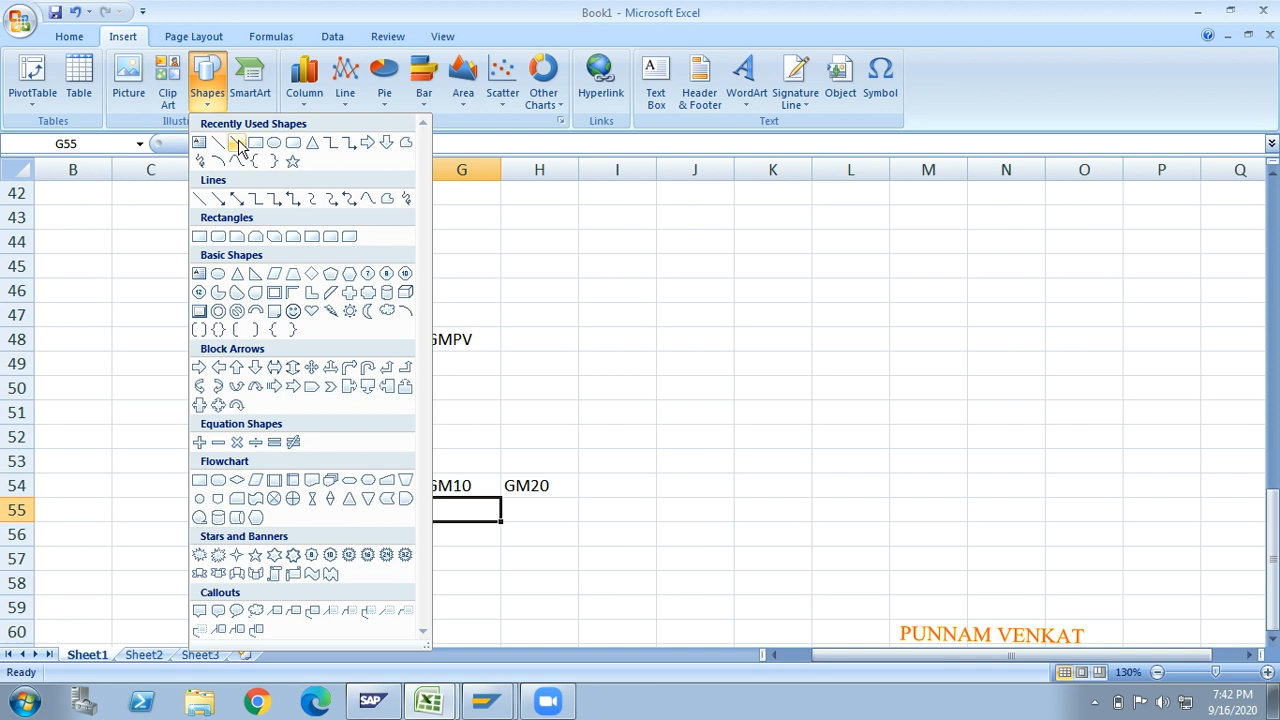 Book1 - Microsoft Excel
Home Insert Page Layout Formulas Data Review View
PivotTable Table Picture Clip Art Shapes SmartArt Column Line Pie Bar Area Scatter Other Charts Hyperlink Text Box Header & Footer WordArt Signature Line Object Symbol
Tables Illu Links Text
Recently Used Shapes
G55
B C G H I J K L M N O P Q
Lines
Rectangles
Basic Shapes
Block Arrows
Equation Shapes
Flowchart
Stars and Banners
Callouts
42
43
44
45
46
47
48 GMPV
49
50
51
52
53
54 GM10 GM20
55
56
57
58
59
60
PUNNAM VENKAT
Sheet1 Sheet2 Sheet3
Ready 130%
SAP
7:42 PM
9/16/2020